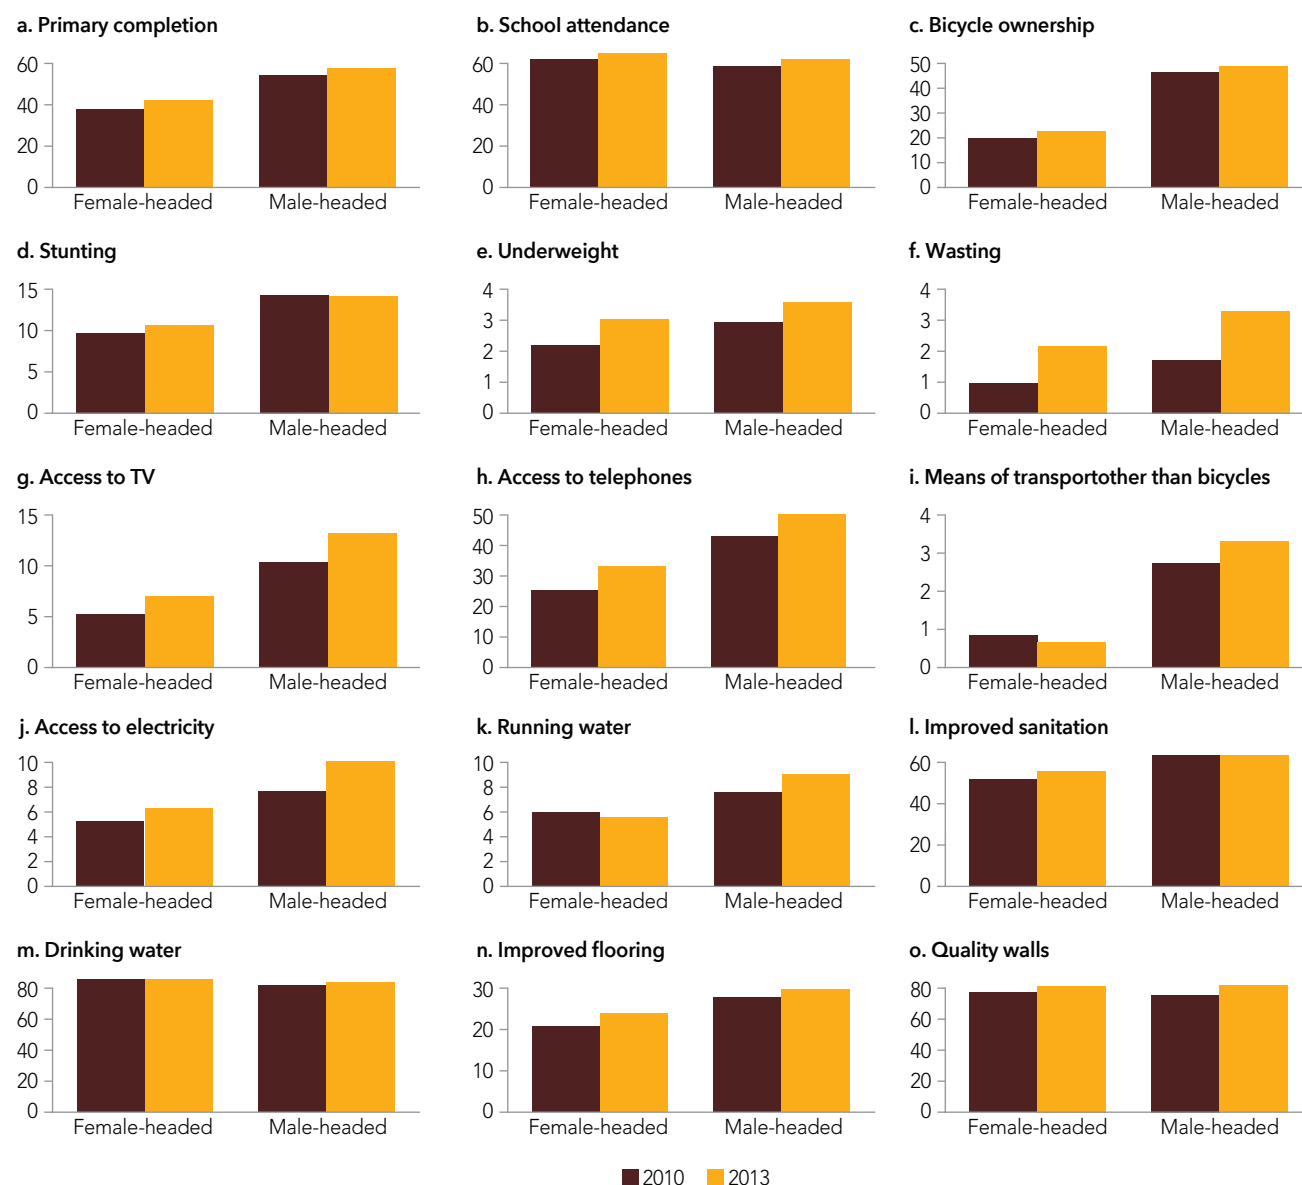 a. Primary completion
60
40
20
0
Female-headed Male-headed
b. School attendance
60
40
20
0
Female-headed Male-headed
c. Bicycle ownership
50
40
30
20
10
0
Female-headed Male-headed
d. Stunting
15
10
5
0
Female-headed Male-headed
e. Underweight
4
3
2
1
0
Female-headed Male-headed
f. Wasting
4
3
2
1
0
Female-headed Male-headed
g. Access to TV
15
10
5
0
Female-headed Male-headed
h. Access to telephones
50
40
30
20
10
0
Female-headed Male-headed
i. Means of transportother than bicycles
4
3
2
1
0
Female-headed Male-headed
j. Access to electricity
10
8
6
4
2
0
Female-headed Male-headed
k. Running water
10
8
6
4
2
0
Female-headed Male-headed
l. Improved sanitation
60
40
20
0
Female-headed Male-headed
m. Drinking water
80
60
40
20
0
Female-headed Male-headed
n. Improved flooring
30
20
10
0
Female-headed Male-headed
o. Quality walls
80
60
40
20
0
Female-headed Male-headed
2010 2013